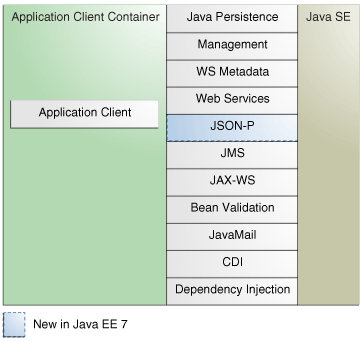 Application Client Container
Application Client
Java Persistence
Management
WS Metadata
Web Services
JSON-P
JMS
JAX-WS
Bean Validation
JavaMail
CDI
Dependency Injection
Java SE
New in Java EE 7